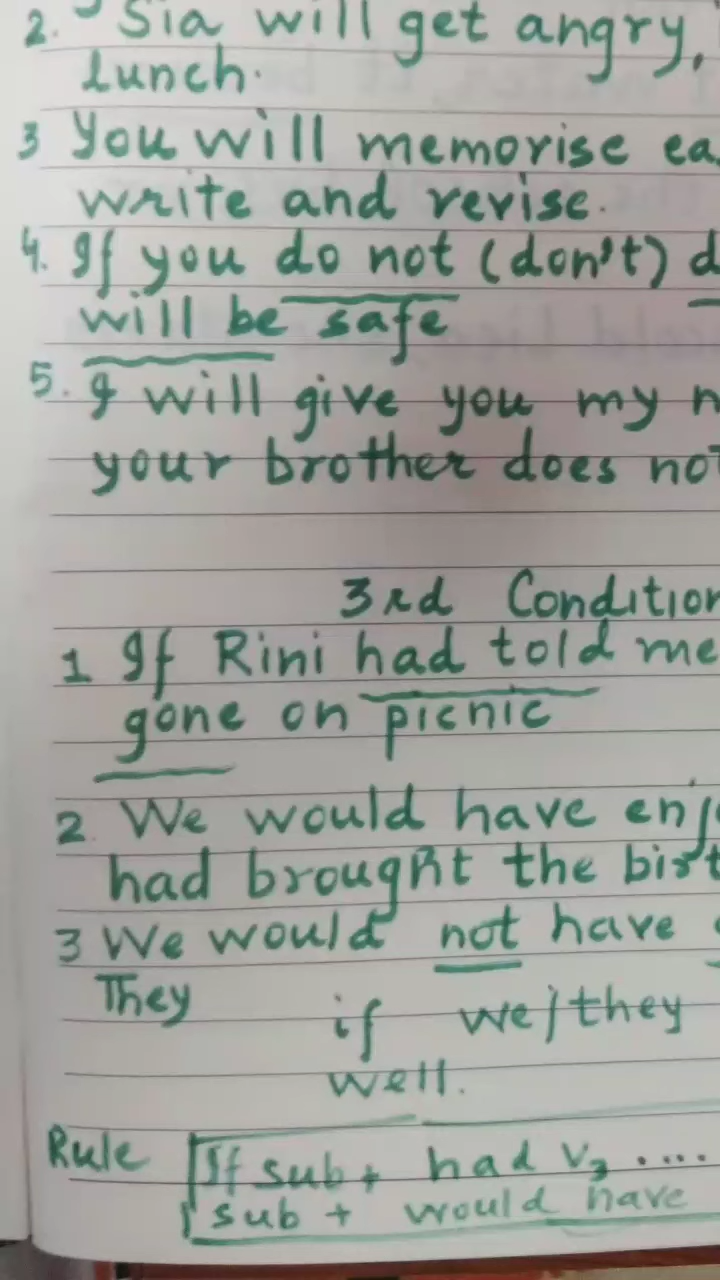 2. Sia will get angry,
lunch.
3 You will memorise ea
write and revise.
4. If you do not (don't) d
will be safe
5. I will give you my n
your brother does not
3rd Condition
1 If Rini had told me
gone on picnic
2. We would have enjo
had brought the birt
3 We would not have
They if we/they
well.
Rule If sub + had V3 ....
sub + would have